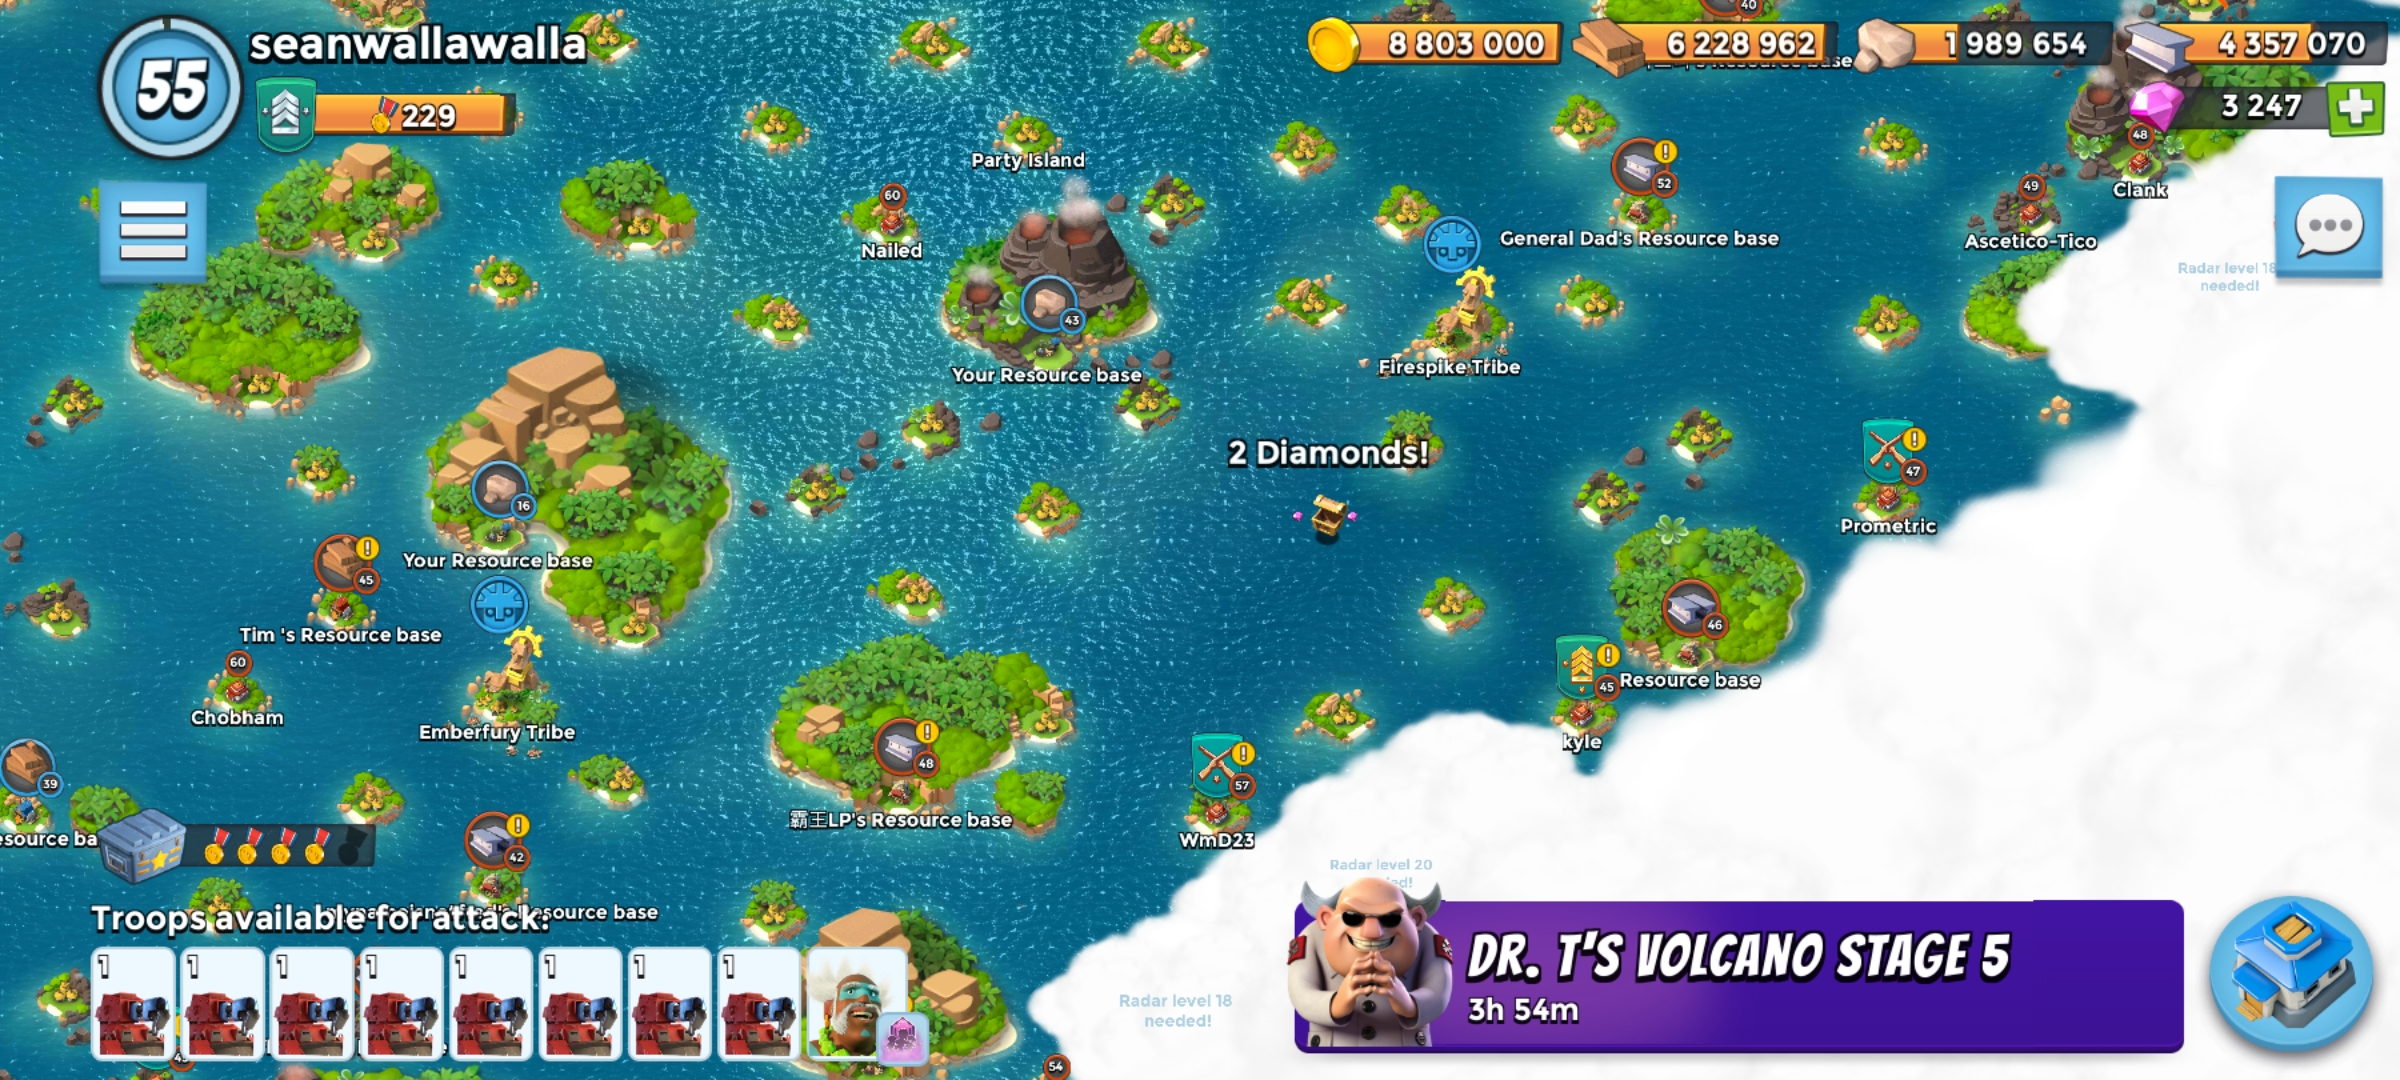 55
seanwallawalla
229
8 803 000
6 228 962
1 989 654
4 357 070
3 247
40
Party Island
60
Nailed
52
General Dad's Resource base
48
Clank
49
Ascetico-Tico
Radar level 18
needed!
43
Your Resource base
Firespike Tribe
2 Diamonds!
47
Prometric
16
Your Resource base
45
Tim 's Resource base
60
Chobham
Emberfury Tribe
46
Resource base
45
kyle
48
霸王LP's Resource base
57
WmD23
39
esource ba
42
esource base
Troops available for attack:
1
1
1
1
1
1
1
1
Radar level 20
Radar level 18
needed!
DR. T'S VOLCANO STAGE 5
3h 54m
54